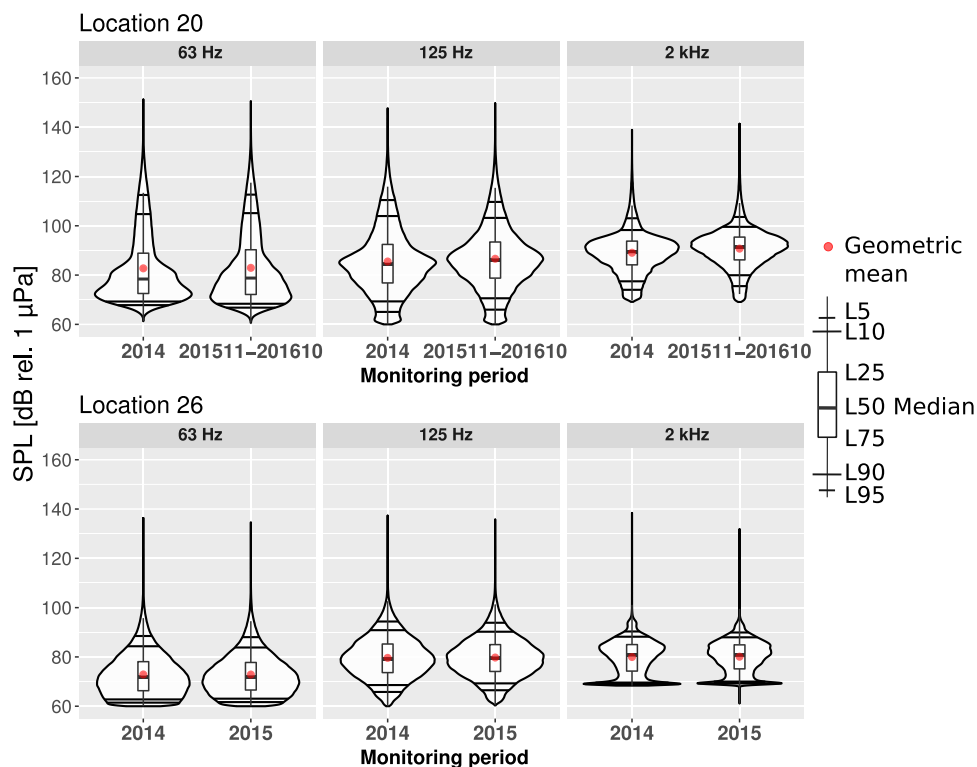 Location 20
63 Hz 125 Hz 2 kHz
160
140
120
100
80
60
2014 201511–201610 2014 201511–201610 2014 201511–201610
Monitoring period
SPL [dB rel. 1 μPa]
Location 26
63 Hz 125 Hz 2 kHz
160
140
120
100
80
60
2014 2015 2014 2015 2014 2015
Monitoring period
Geometric
mean
L5
L10
L25
L50 Median
L75
L90
L95